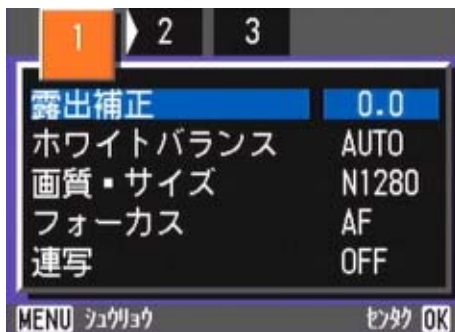 1 2 3
露出補正 0.0
ホワイトバランス AUTO
画質・サイズ N1280
フォーカス AF
連写 OFF
MENU シュウリョウ センタク OK